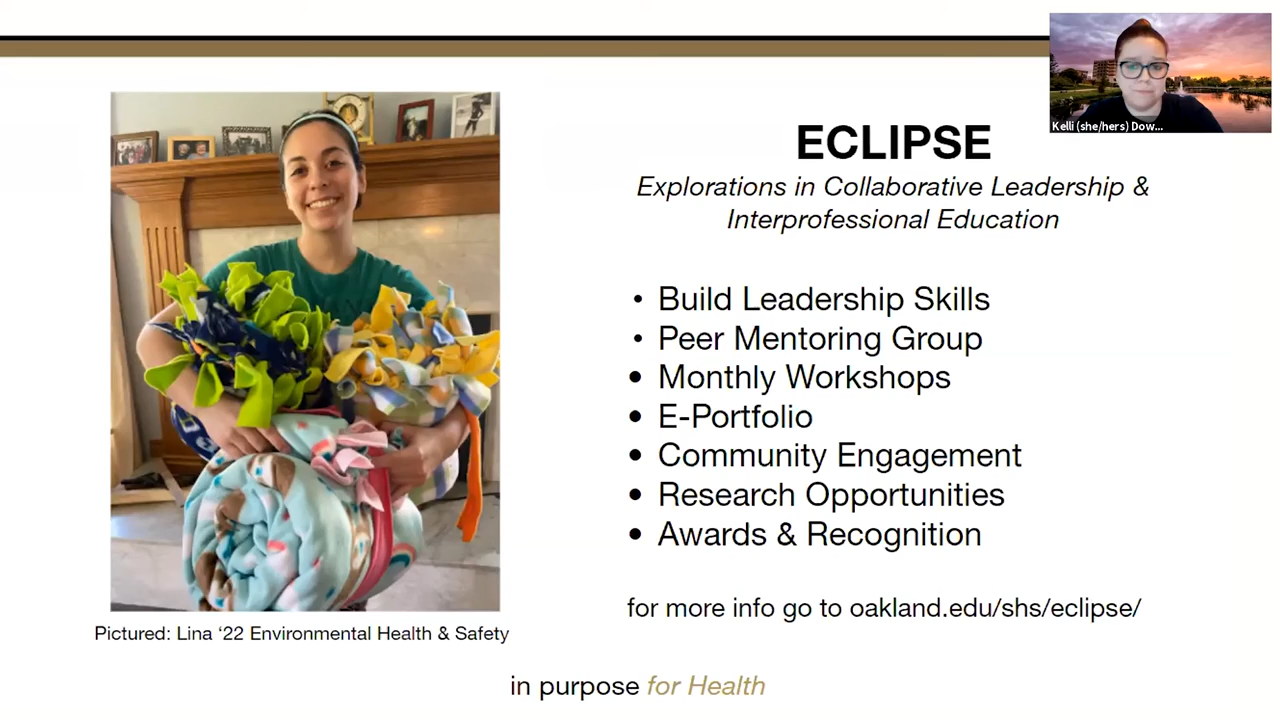 Kelli (she/hers) Dow...
ECLIPSE
Explorations in Collaborative Leadership &
Interprofessional Education
• Build Leadership Skills
• Peer Mentoring Group
• Monthly Workshops
• E-Portfolio
• Community Engagement
• Research Opportunities
• Awards & Recognition
for more info go to oakland.edu/shs/eclipse/
Pictured: Lina ‘22 Environmental Health & Safety
in purpose for Health